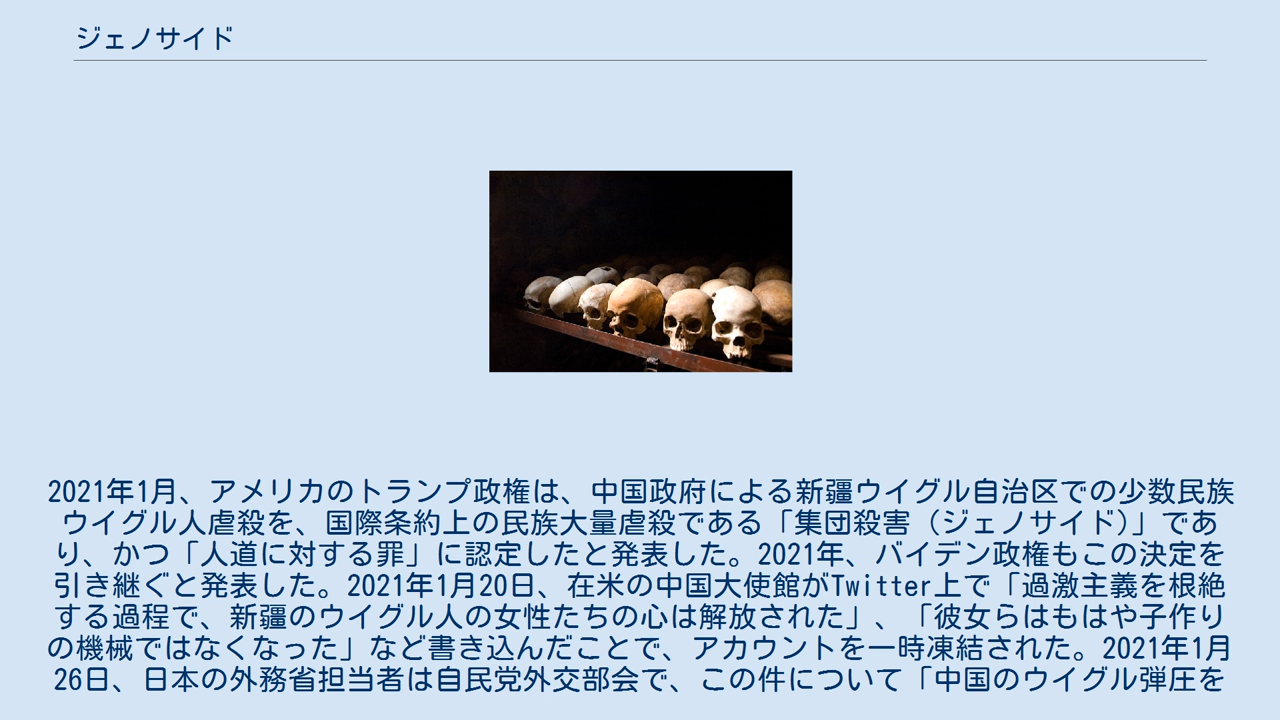 ジェノサイド
2021年1月、アメリカのトランプ政権は、中国政府による新疆ウイグル自治区での少数民族
ウイグル人虐殺を、国際条約上の民族大量虐殺である「集団殺害（ジェノサイド）」であ
り、かつ「人道に対する罪」に認定したと発表した。2021年、バイデン政権もこの決定を
引き継ぐと発表した。2021年1月20日、在米の中国大使館がTwitter上で「過激主義を根絶
する過程で、新疆のウイグル人の女性たちの心は解放された」、「彼女らはもはや子作り
の機械ではなくなった」など書き込んだことで、アカウントを一時凍結された。2021年1月
26日、日本の外務省担当者は自民党外交部会で、この件について「中国のウイグル弾圧を